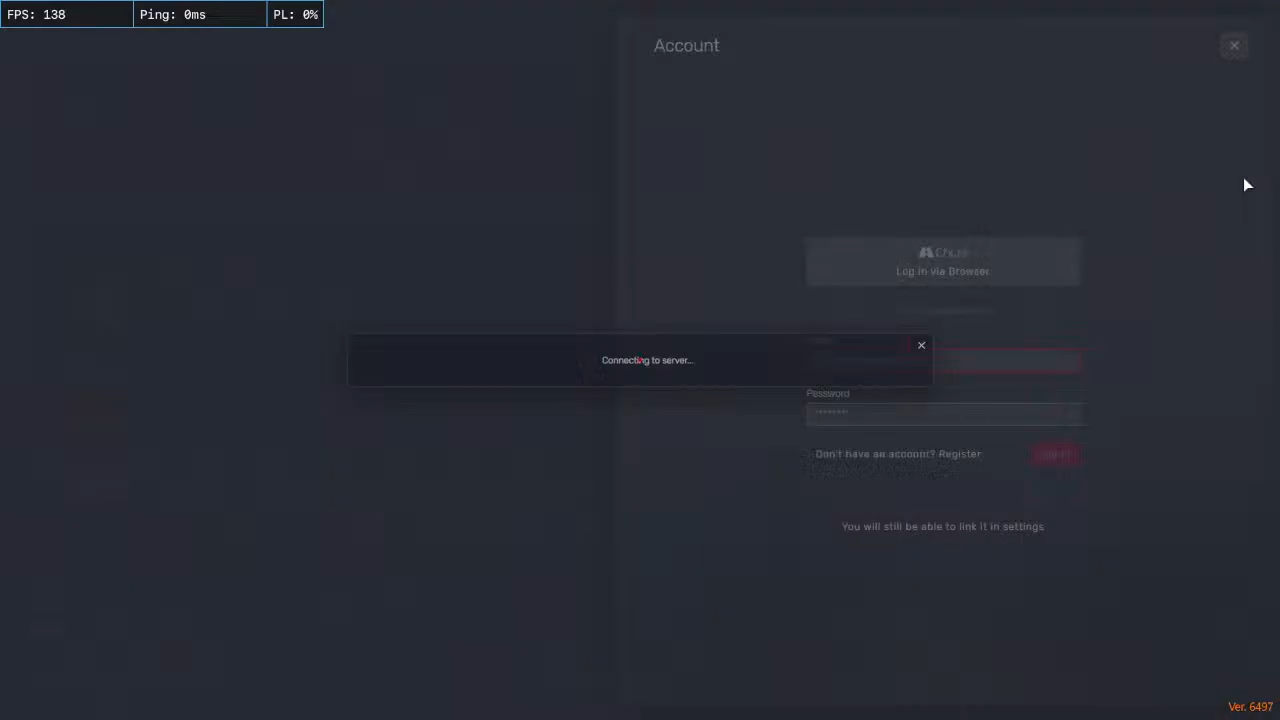 FPS: 138 Ping: 0ms PL: 0%
Account
Log in via Browser
Connecting to server...
Password
********
Don't have an account? Register
You will still be able to link it in settings
Ver. 6497